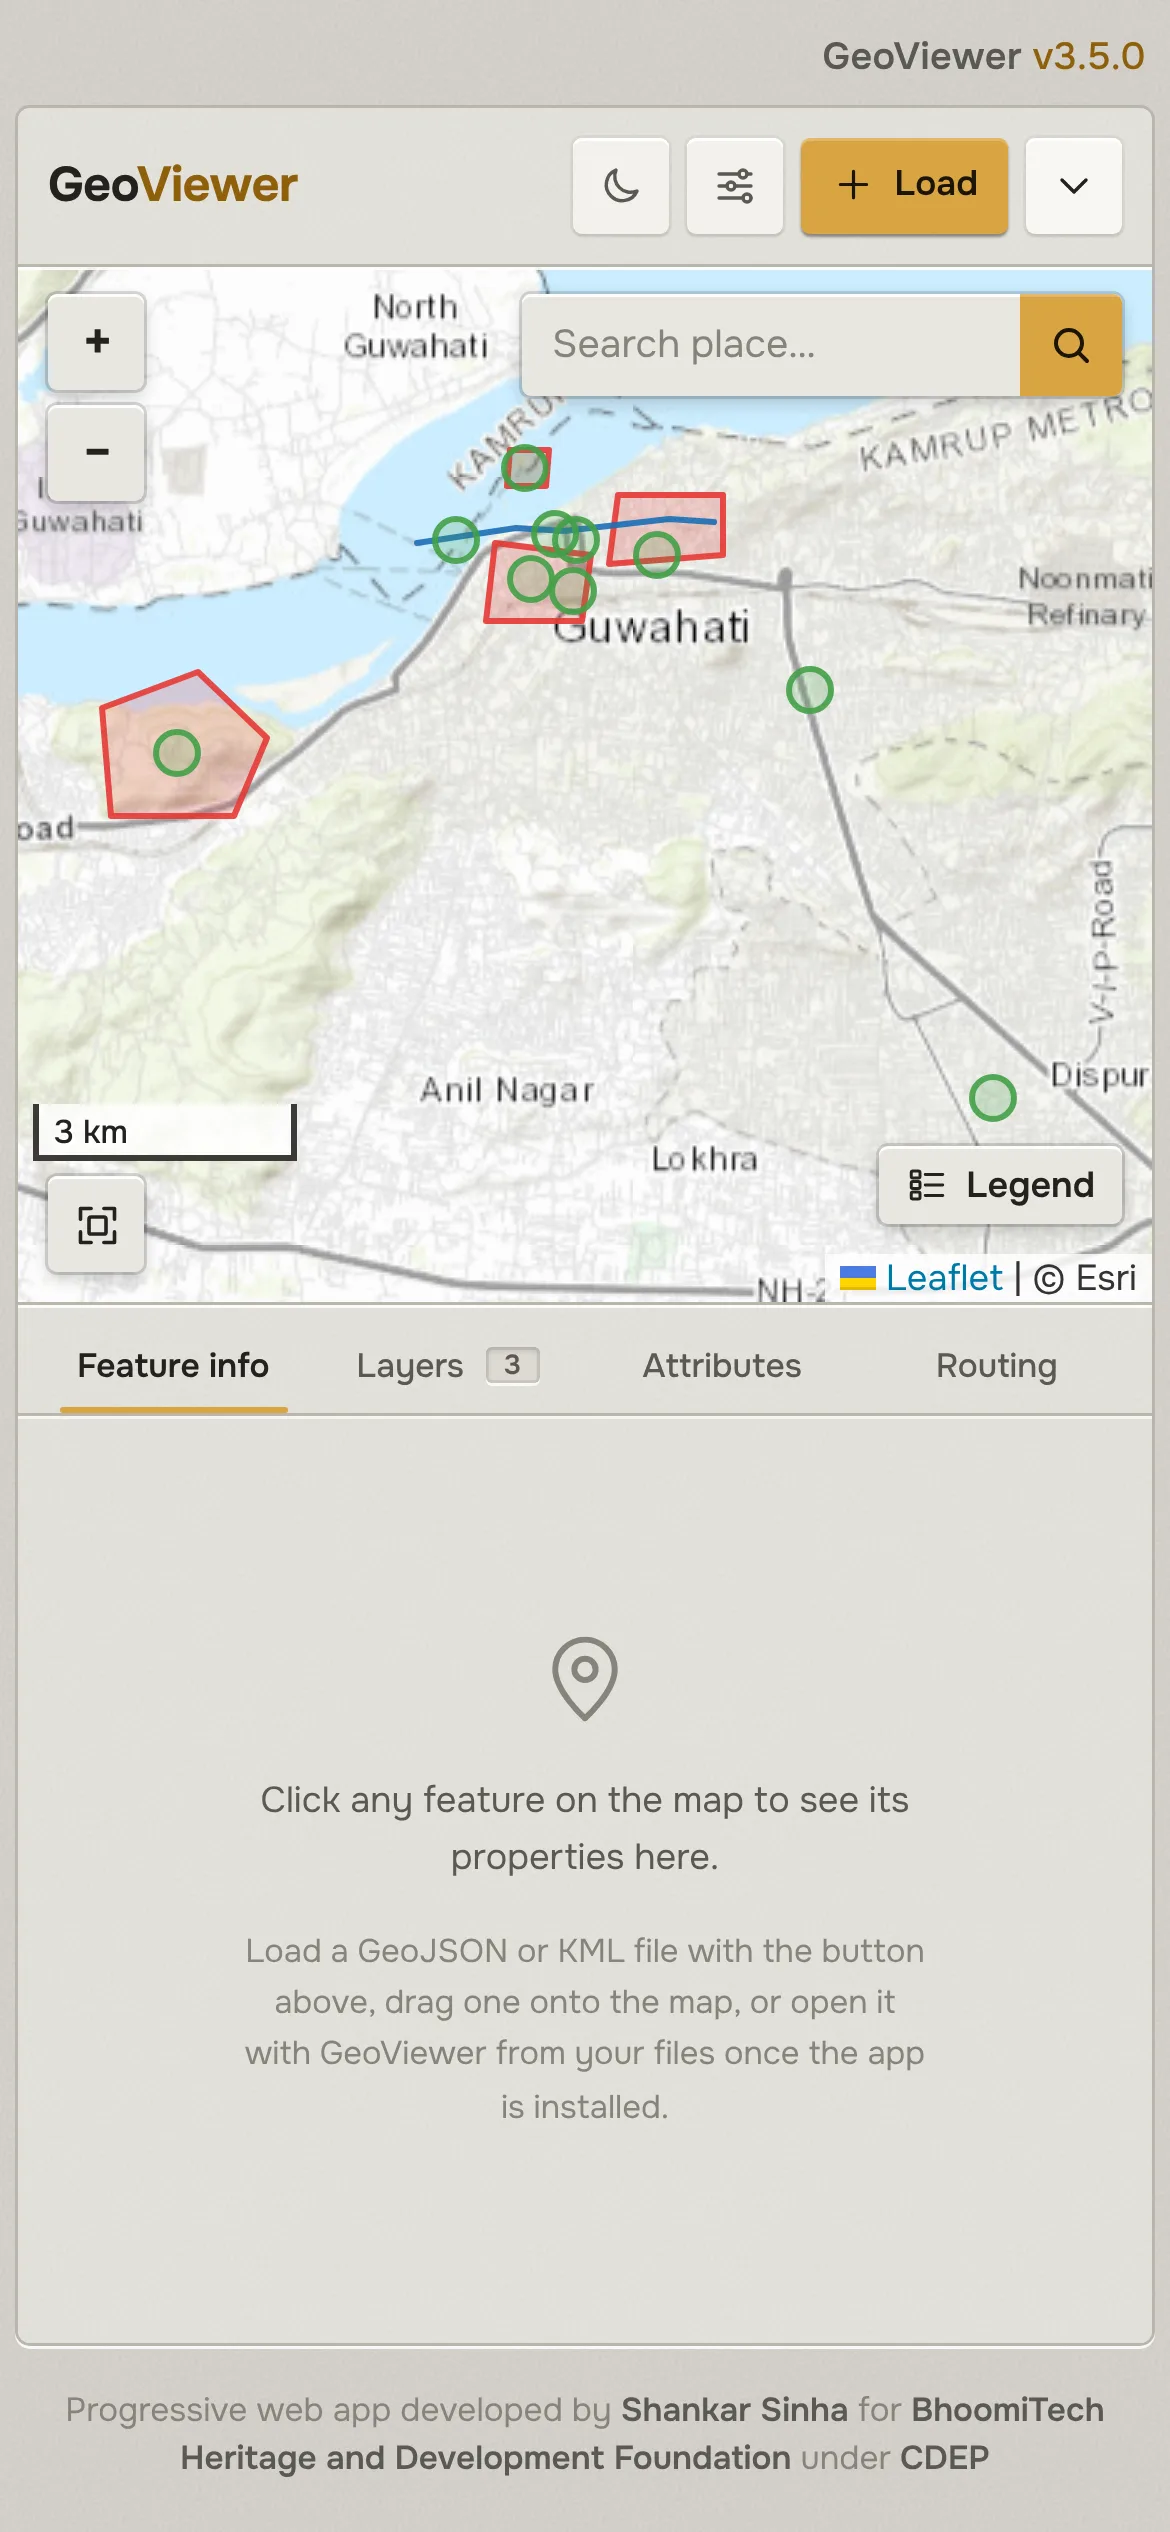 GeoViewer v3.5.0
GeoViewer
Load
North
Guwahati
Search place...
+
−
KAMRUP METRO
Guwahati
Noonmati
Refinary
Guwahati
oad
V-I-P-Road
Anil Nagar
Dispur
3 km
Lokhra
Legend
NH-2
Leaflet | © Esri
Feature info
Layers 3
Attributes
Routing
Click any feature on the map to see its
properties here.
Load a GeoJSON or KML file with the button
above, drag one onto the map, or open it
with GeoViewer from your files once the app
is installed.
Progressive web app developed by Shankar Sinha for BhoomiTech
Heritage and Development Foundation under CDEP